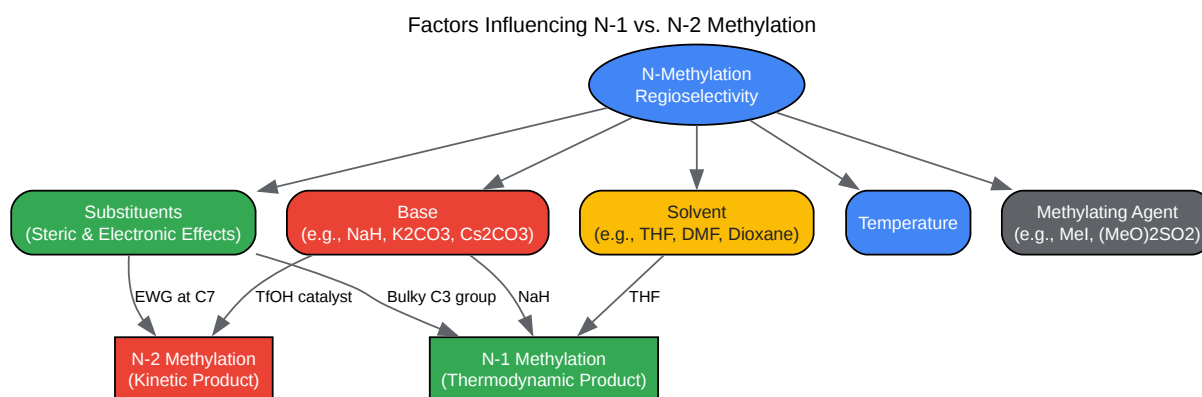 Factors Influencing N-1 vs. N-2 Methylation
N-Methylation
Regioselectivity
Substituents
(Steric & Electronic Effects)
Base
(e.g., NaH, K2CO3, Cs2CO3)
Solvent
(e.g., THF, DMF, Dioxane)
Temperature
Methylating Agent
(e.g., MeI, (MeO)2SO2)
EWG at C7
TfOH catalyst
Bulky C3 group
NaH
THF
N-2 Methylation
(Kinetic Product)
N-1 Methylation
(Thermodynamic Product)